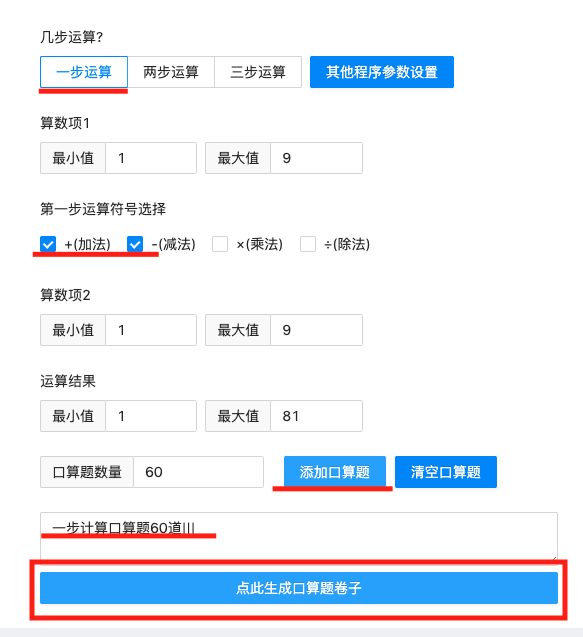 几步运算?
一步运算 两步运算 三步运算 其他程序参数设置
算数项1
最小值 1 最大值 9
第一步运算符号选择
+(加法) -(减法) ×(乘法) ÷(除法)
算数项2
最小值 1 最大值 9
运算结果
最小值 1 最大值 81
口算题数量 60 添加口算题 清空口算题
一步计算口算题60道|||
点此生成口算题卷子